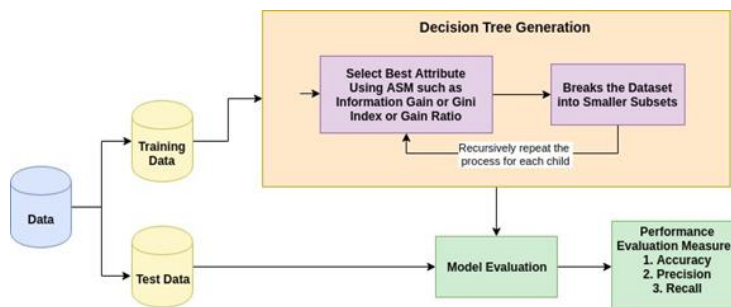 Decision Tree Generation
Select Best Attribute
Using ASM such as
Information Gain or Gini
Index or Gain Ratio
Breaks the Dataset
into Smaller Subsets
Recursively repeat the
process for each child
Training
Data
Data
Test Data
Model Evaluation
Performance
Evaluation Measure
1. Accuracy
2. Precision
3. Recall